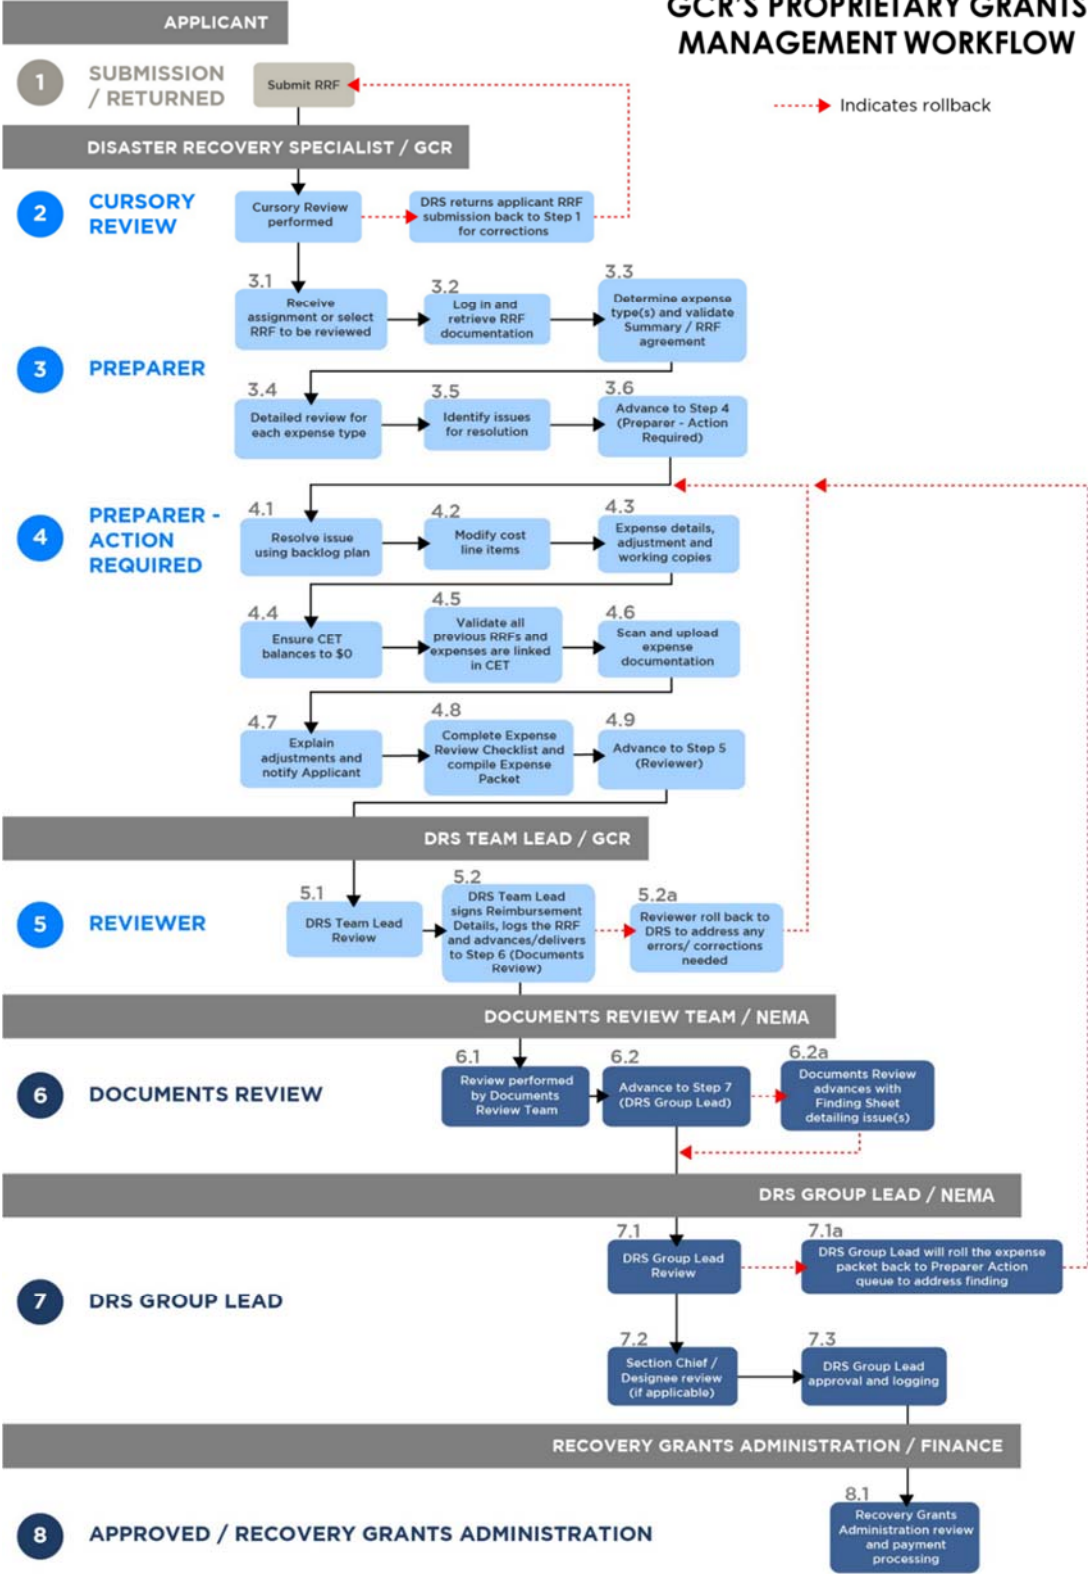 GCR'S PROPRIETARY GRANTS
MANAGEMENT WORKFLOW
Indicates rollback
APPLICANT
1
SUBMISSION
/ RETURNED
Submit RRF
DISASTER RECOVERY SPECIALIST / GCR
2
CURSORY
REVIEW
Cursory Review
performed
DRS returns applicant RRF
submission back to Step 1
for corrections
3
PREPARER
3.1
Receive
assignment or select
RRF to be reviewed
3.2
Log in and
retrieve RRF
documentation
3.3
Determine expense
type(s) and validate
Summary / RRF
agreement
3.4
Detailed review for
each expense type
3.5
Identify issues
for resolution
3.6
Advance to Step 4
(Preparer - Action
Required)
4
PREPARER -
ACTION
REQUIRED
4.1
Resolve issue
using backlog plan
4.2
Modify cost
line items
4.3
Expense details,
adjustment and
working copies
4.4
Ensure CET
balances to $0
4.5
Validate all
previous RRFs and
expenses are linked
in CET
4.6
Scan and upload
expense
documentation
4.7
Explain
adjustments and
notify Applicant
4.8
Complete Expense
Review Checklist and
compile Expense
Packet
4.9
Advance to Step 5
(Reviewer)
DRS TEAM LEAD / GCR
5
REVIEWER
5.1
DRS Team Lead
Review
5.2
DRS Team Lead
signs Reimbursement
Details, logs the RRF
and advances/delivers
to Step 6 (Documents
Review)
5.2a
Reviewer roll back to
DRS to address any
errors/ corrections
needed
DOCUMENTS REVIEW TEAM / NEMA
6
DOCUMENTS REVIEW
6.1
Review performed
by Documents
Review Team
6.2
Advance to Step 7
(DRS Group Lead)
6.2a
Documents Review
advances with
Finding Sheet
detailing issue(s)
DRS GROUP LEAD / NEMA
7
DRS GROUP LEAD
7.1
DRS Group Lead
Review
7.1a
DRS Group Lead will roll the expense
packet back to Preparer Action
queue to address finding
7.2
Section Chief /
Designee review
(if applicable)
7.3
DRS Group Lead
approval and logging
RECOVERY GRANTS ADMINISTRATION / FINANCE
8
APPROVED / RECOVERY GRANTS ADMINISTRATION
8.1
Recovery Grants
Administration review
and payment
processing